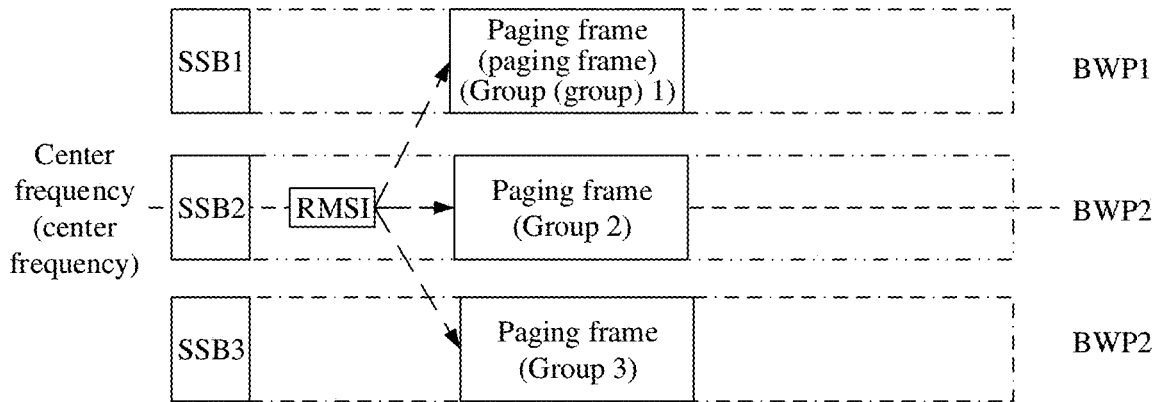 SSB1
Paging frame
(paging frame)
(Group (group) 1)
BWP1
Center
frequency
(center
frequency)
SSB2
RMSI
Paging frame
(Group 2)
BWP2
SSB3
Paging frame
(Group 3)
BWP2